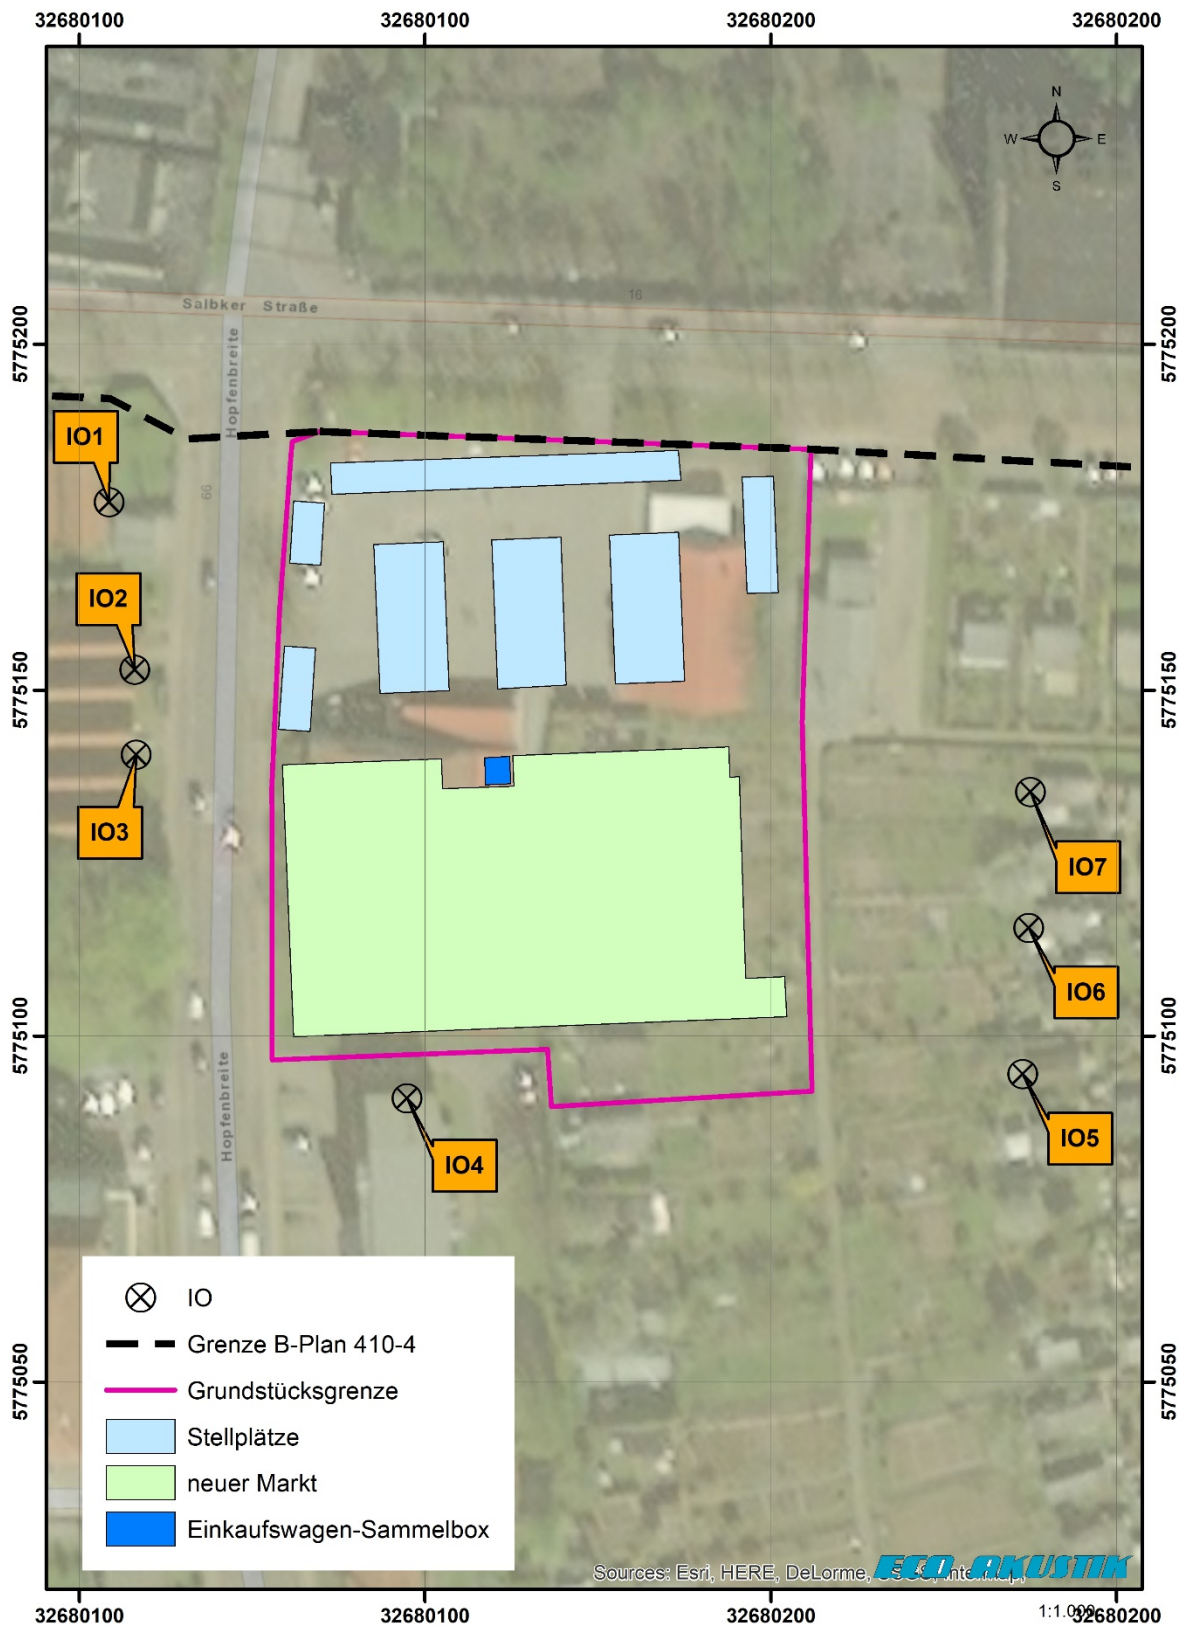 32680100 32680100 32680200 32680200
N
W E
S
Salbker Straße
16
5775200 5775200
Hopfenbreite
IO1
66
IO2
5775150 5775150
IO3
IO7
IO6
5775100 5775100
Hopfenbreite
IO5
IO4
IO
Grenze B-Plan 410-4
Grundstücksgrenze
5775050 5775050
Stellplätze
neuer Markt
Einkaufswagen-Sammelbox
Sources: Esri, HERE, DeLorme,
ECO AKUSTIK
32680100 32680100 32680200 32680200